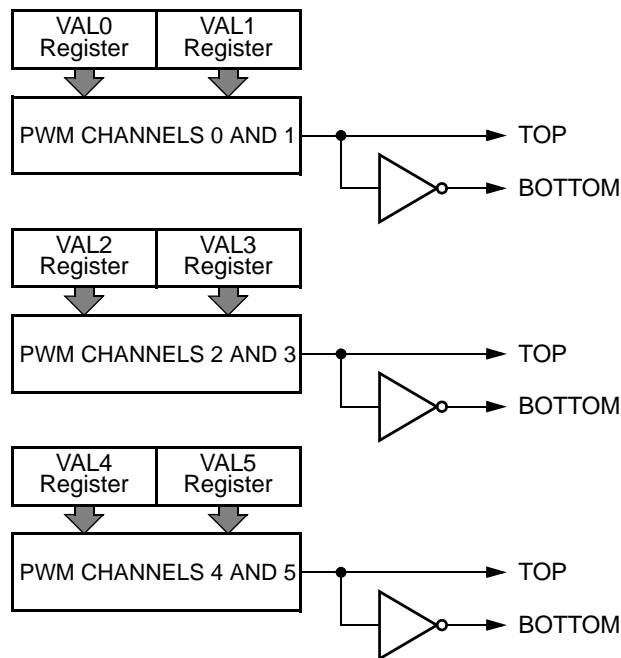 VAL0
Register
VAL1
Register
PWM CHANNELS 0 AND 1
TOP
BOTTOM
VAL2
Register
VAL3
Register
PWM CHANNELS 2 AND 3
TOP
BOTTOM
VAL4
Register
VAL5
Register
PWM CHANNELS 4 AND 5
TOP
BOTTOM